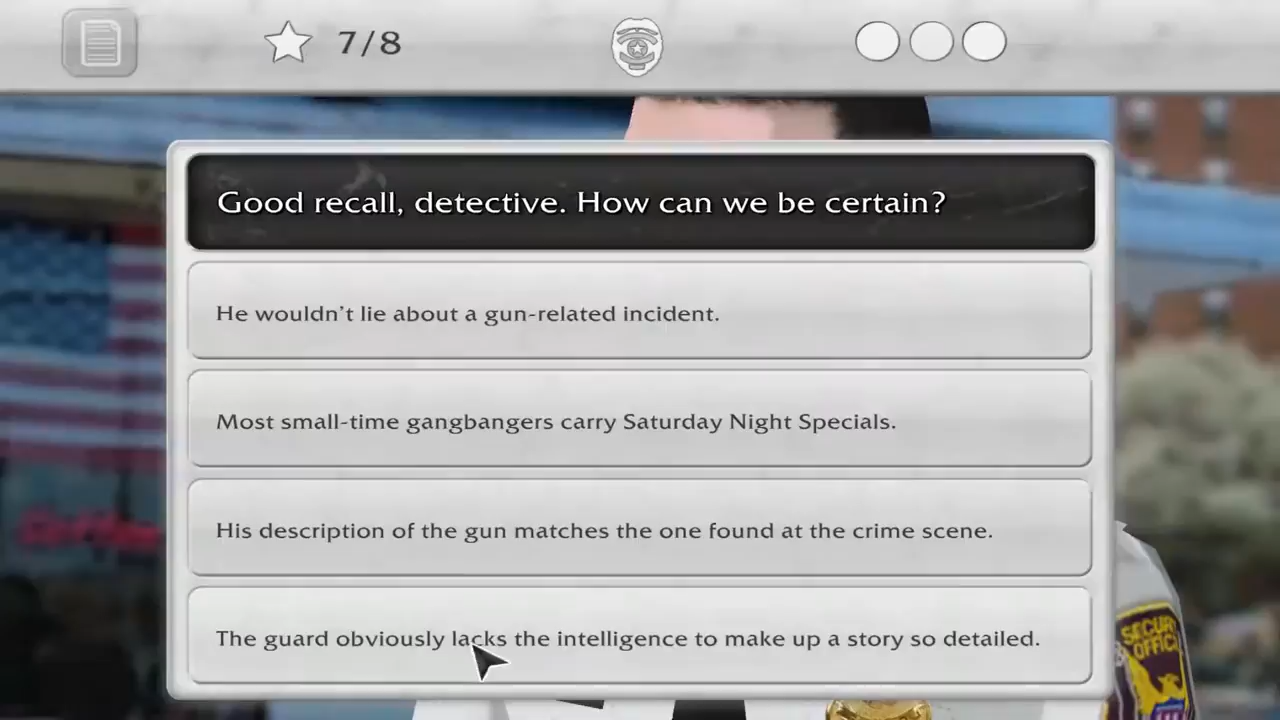 7/8
Good recall, detective. How can we be certain?
He wouldn't lie about a gun-related incident.
Most small-time gangbangers carry Saturday Night Specials.
His description of the gun matches the one found at the crime scene.
The guard obviously lacks the intelligence to make up a story so detailed.